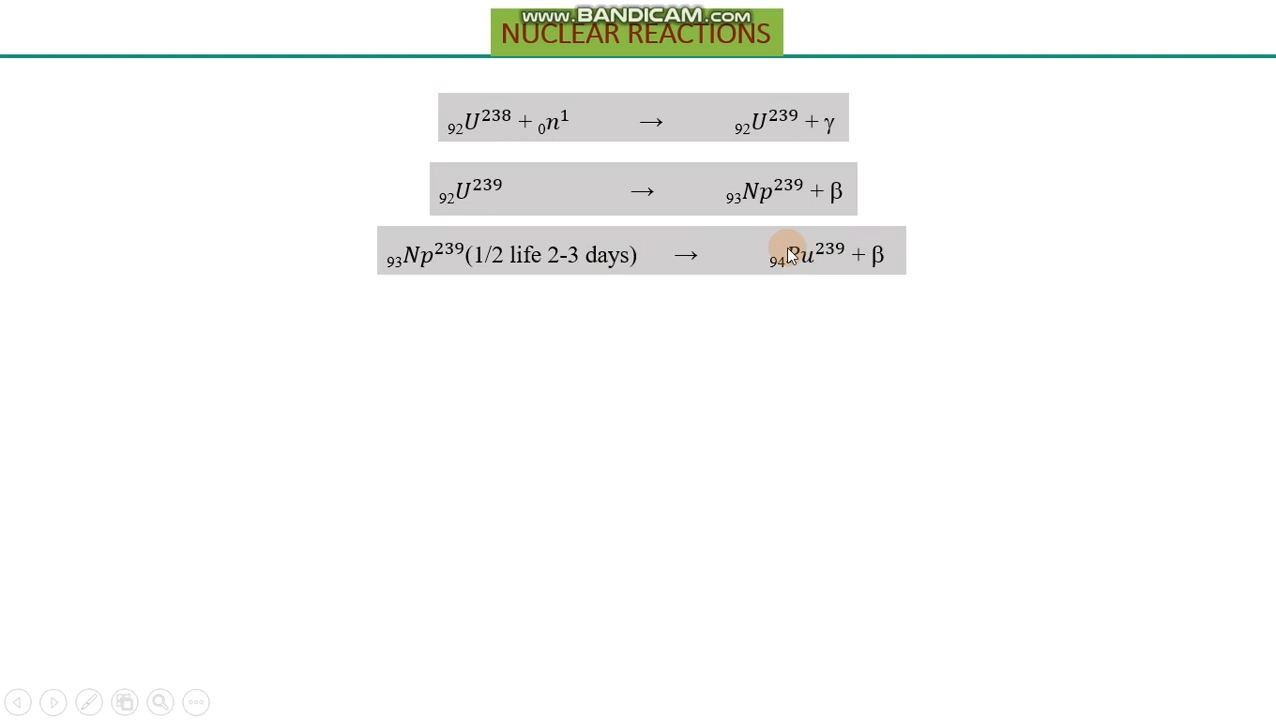 www.BANDICAM.com
NUCLEAR REACTIONS
₉₂U²³⁸ + ₀n¹ → ₉₂U²³⁹ + γ
₉₂U²³⁹ → ₉₃Np²³⁹ + β
₉₃Np²³⁹(1/2 life 2-3 days) → ₉₄Pu²³⁹ + β